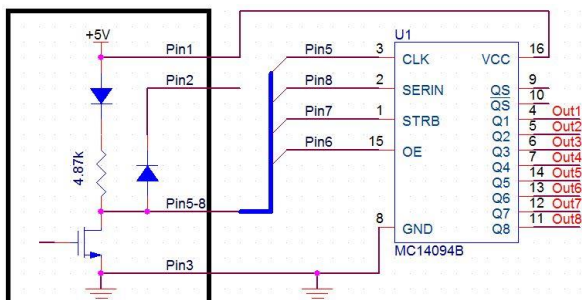 +5V
Pin1
Pin2
4.87k
Pin5-8
Pin3
Pin5
Pin8
Pin7
Pin6
U1
3 CLK VCC 16
2 SERIN QS 9
QS 10
1 STRB Q1 4 Out1
Q2 5 Out2
15 OE Q3 6 Out3
Q4 7 Out4
Q5 14 Out5
Q6 13 Out6
Q7 12 Out7
8 GND Q8 11 Out8
MC14094B